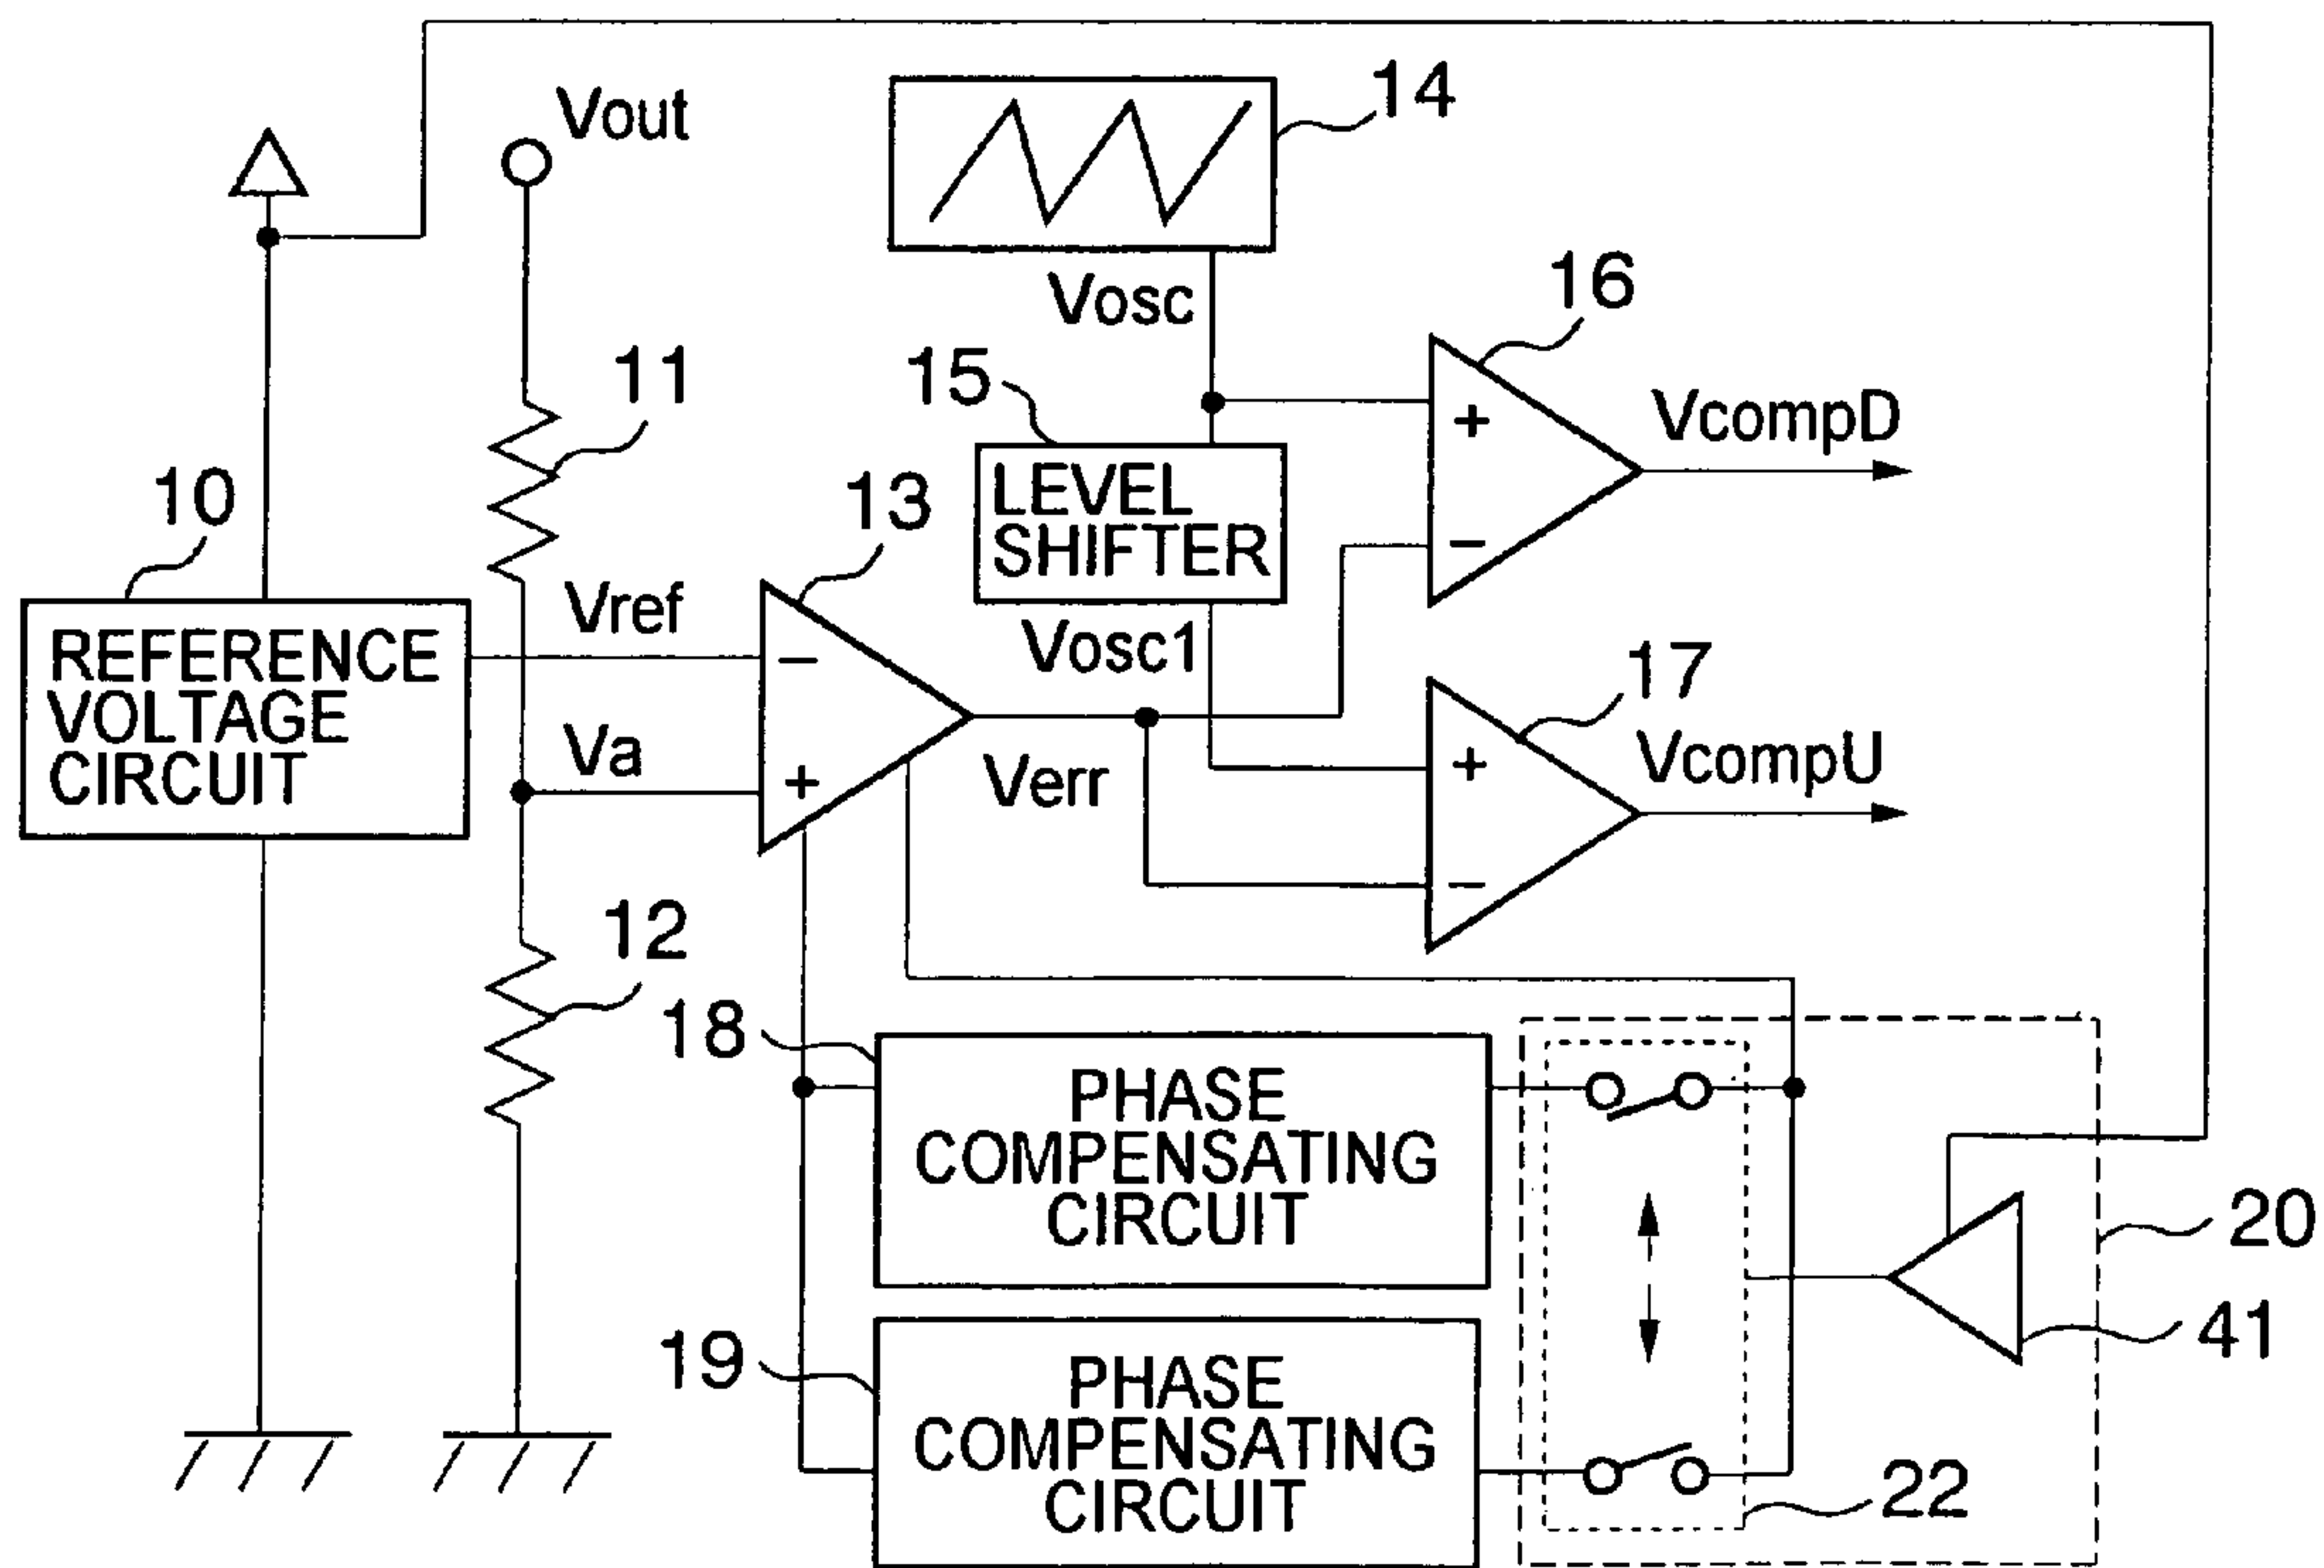 Vout
14
Vosc
16
15
11
VcompD
LEVEL
SHIFTER
10
13
Vref
Vosc1
17
REFERENCE
VOLTAGE
CIRCUIT
Va
Verr
VcompU
+
−
−
+
+
−
12
18
PHASE
COMPENSATING
CIRCUIT
20
41
19
PHASE
COMPENSATING
CIRCUIT
22